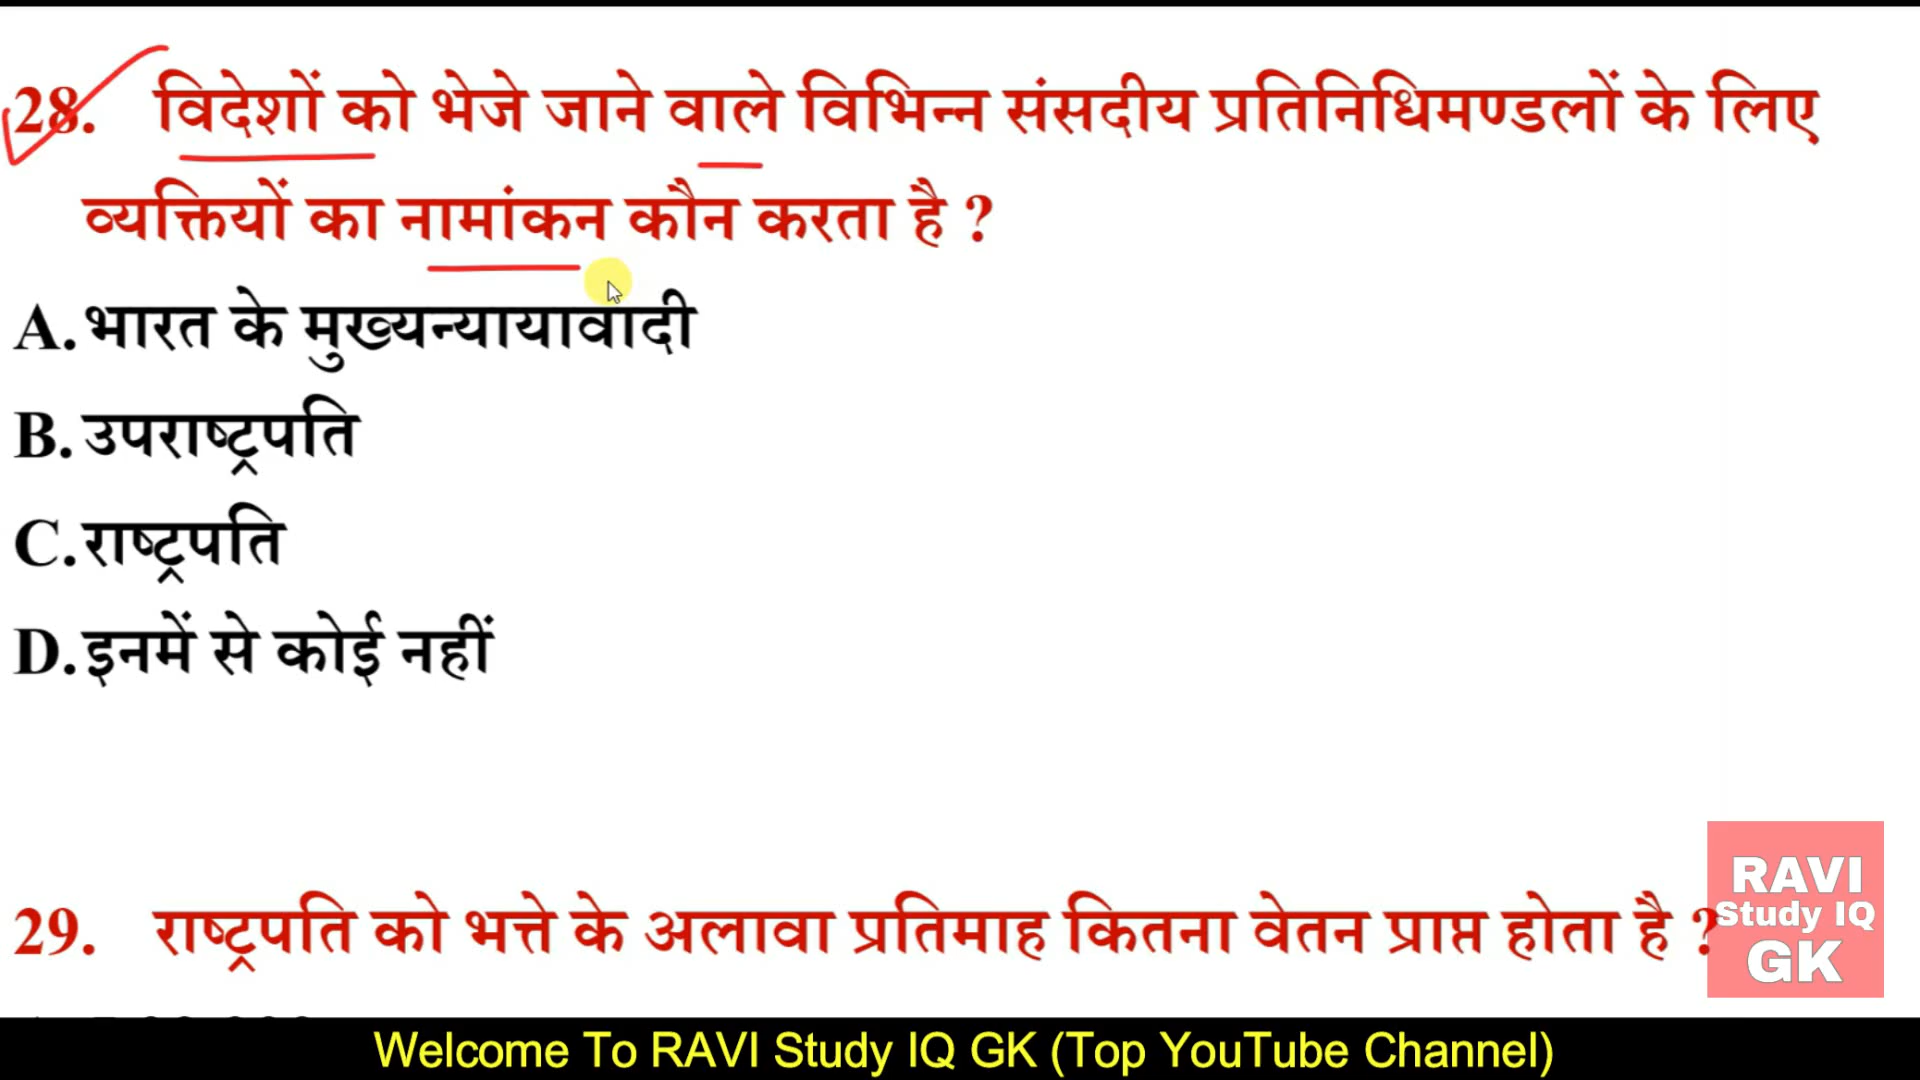 28. विदेशों को भेजे जाने वाले विभिन्न संसदीय प्रतिनिधिमण्डलों के लिए
व्यक्तियों का नामांकन कौन करता है ?
A. भारत के मुख्यन्यायावादी
B. उपराष्ट्रपति
C. राष्ट्रपति
D. इनमें से कोई नहीं
29. राष्ट्रपति को भत्ते के अलावा प्रतिमाह कितना वेतन प्राप्त होता है ?
RAVI
Study IQ
GK
Welcome To RAVI Study IQ GK (Top YouTube Channel)